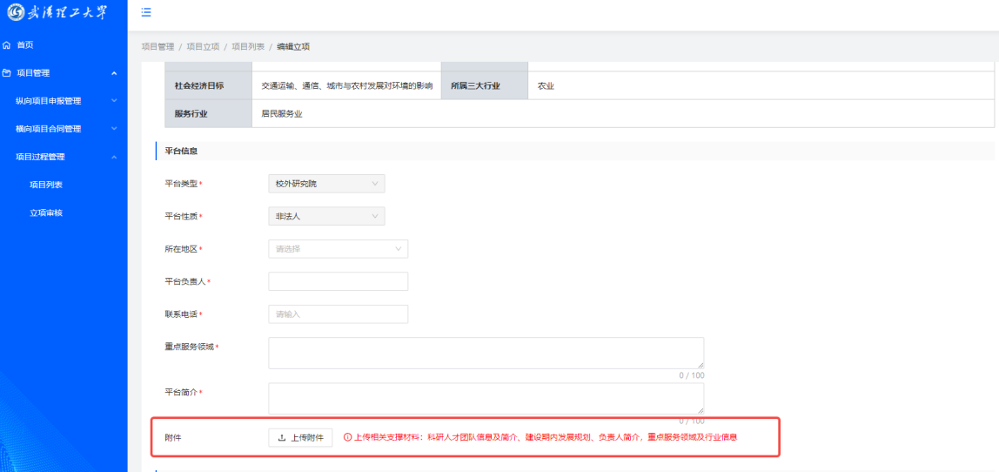 武汉理工大学
首页
项目管理
纵向项目申报管理
横向项目合同管理
项目过程管理
项目列表
立项审核
项目管理 / 项目立项 / 项目列表 / 编辑立项
社会经济目标 交通运输、通信、城市与农村发展对环境的影响 所属三大行业 农业
服务行业 居民服务业
平台信息
平台类型* 校外研究院
平台性质* 非法人
所在地区* 请选择
平台负责人*
联系电话* 请输入
重点服务领域*
0 / 100
平台简介*
0 / 100
附件 上传附件 上传相关支撑材料：科研人才团队信息及简介、建设期内发展规划、负责人简介，重点服务领域及行业信息